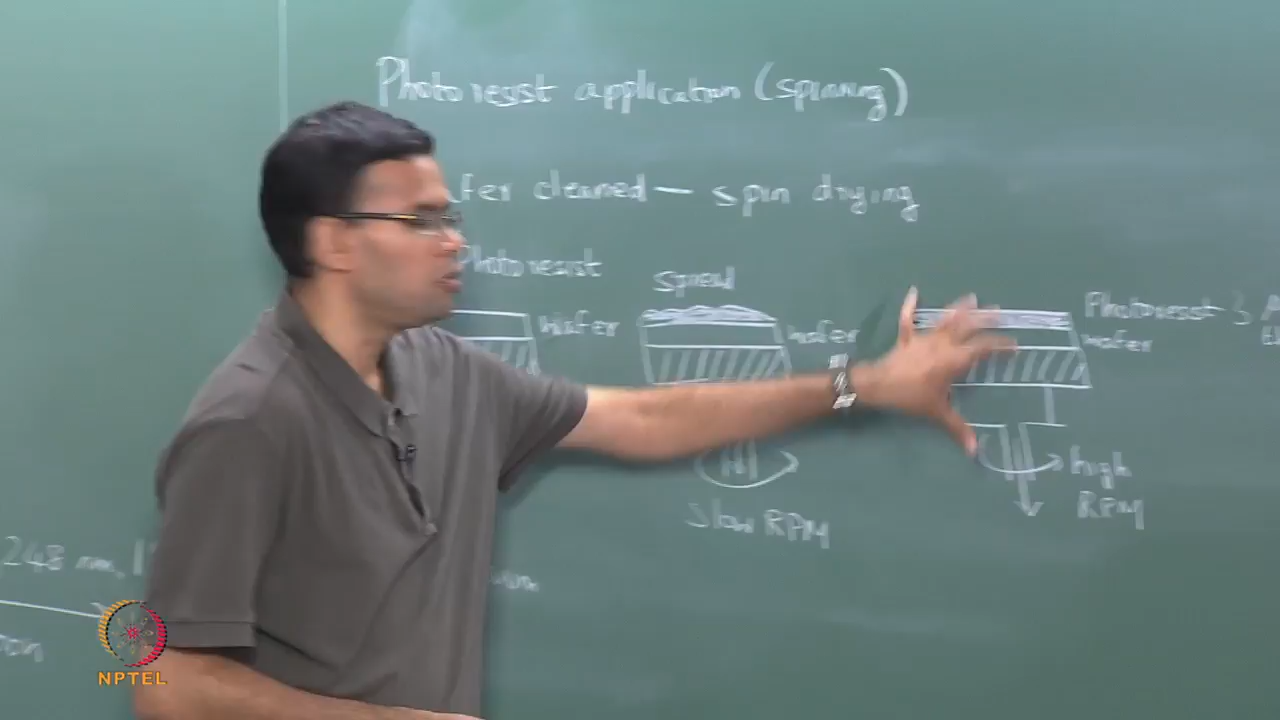 Photoresist application (spinning)
fer cleaned — spin drying
Photoresist
wafer
spread
wafer
slow RPM
Photoresist
wafer
high
RPM
248 nm, 1
NPTEL